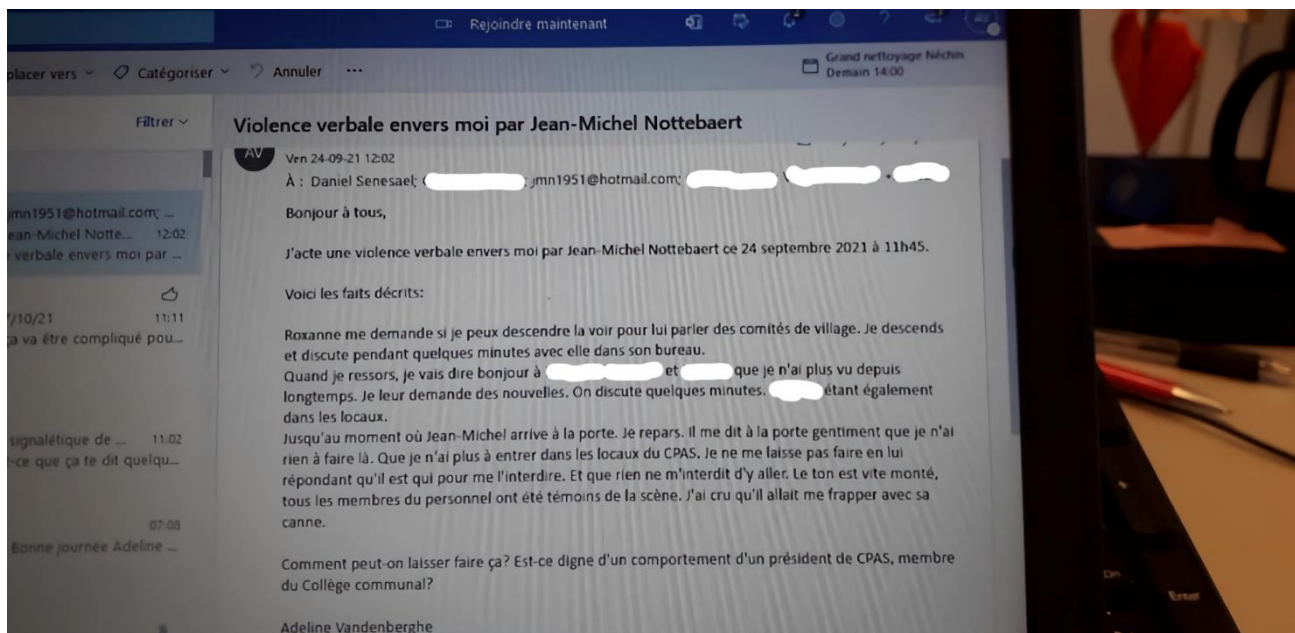 Rejoindre maintenant
placer vers
Catégoriser
Annuler
...
Grand nettoyage Néchin
Demain 14:00
Filtrer
Violence verbale envers moi par Jean-Michel Nottebaert
AV
Ven 24-09-21 12:02
À : Daniel Senesael; jmn1951@hotmail.com;
Bonjour à tous,
J'acte une violence verbale envers moi par Jean-Michel Nottebaert ce 24 septembre 2021 à 11h45.
Voici les faits décrits:
Roxanne me demande si je peux descendre la voir pour lui parler des comités de village. Je descends
et discute pendant quelques minutes avec elle dans son bureau.
Quand je ressors, je vais dire bonjour à et que je n'ai plus vu depuis
longtemps. Je leur demande des nouvelles. On discute quelques minutes. étant également
dans les locaux.
Jusqu'au moment où Jean-Michel arrive à la porte. Je repars. Il me dit à la porte gentiment que je n'ai
rien à faire là. Que je n'ai plus à entrer dans les locaux du CPAS. Je ne me laisse pas faire en lui
répondant qu'il est qui pour me l'interdire. Et que rien ne m'interdit d'y aller. Le ton est vite monté,
tous les membres du personnel ont été témoins de la scène. J'ai cru qu'il allait me frapper avec sa
canne.
Comment peut-on laisser faire ça? Est-ce digne d'un comportement d'un président de CPAS, membre
du Collège communal?
Adeline Vandenberghe
jmn1951@hotmail.com; ...
ean-Michel Notte... 12:02
verbale envers moi par ...
/10/21 11:11
ça va être compliqué pou...
signalétique de ... 11:02
-ce que ça te dit quelqu...
07:08
Bonne journée Adeline ...
Enter